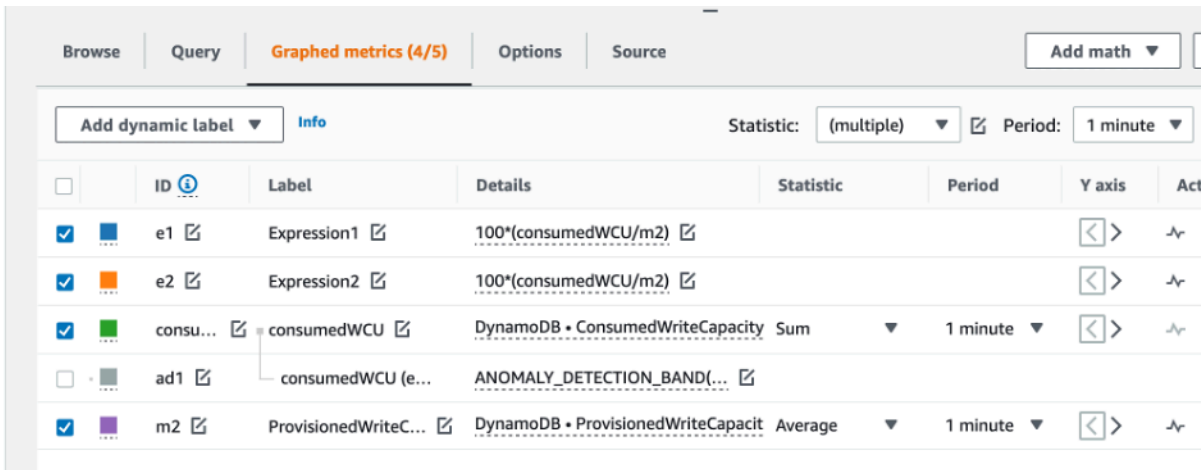 Browse Query Graphed metrics (4/5) Options Source Add math
Add dynamic label Info Statistic: (multiple) Period: 1 minute
ID Label Details Statistic Period Y axis Act
e1 Expression1 100*(consumedWCU/m2)
e2 Expression2 100*(consumedWCU/m2)
consu... consumedWCU DynamoDB • ConsumedWriteCapacity Sum 1 minute
ad1 consumedWCU (e... ANOMALY_DETECTION_BAND(...
m2 ProvisionedWriteC... DynamoDB • ProvisionedWriteCapacit Average 1 minute